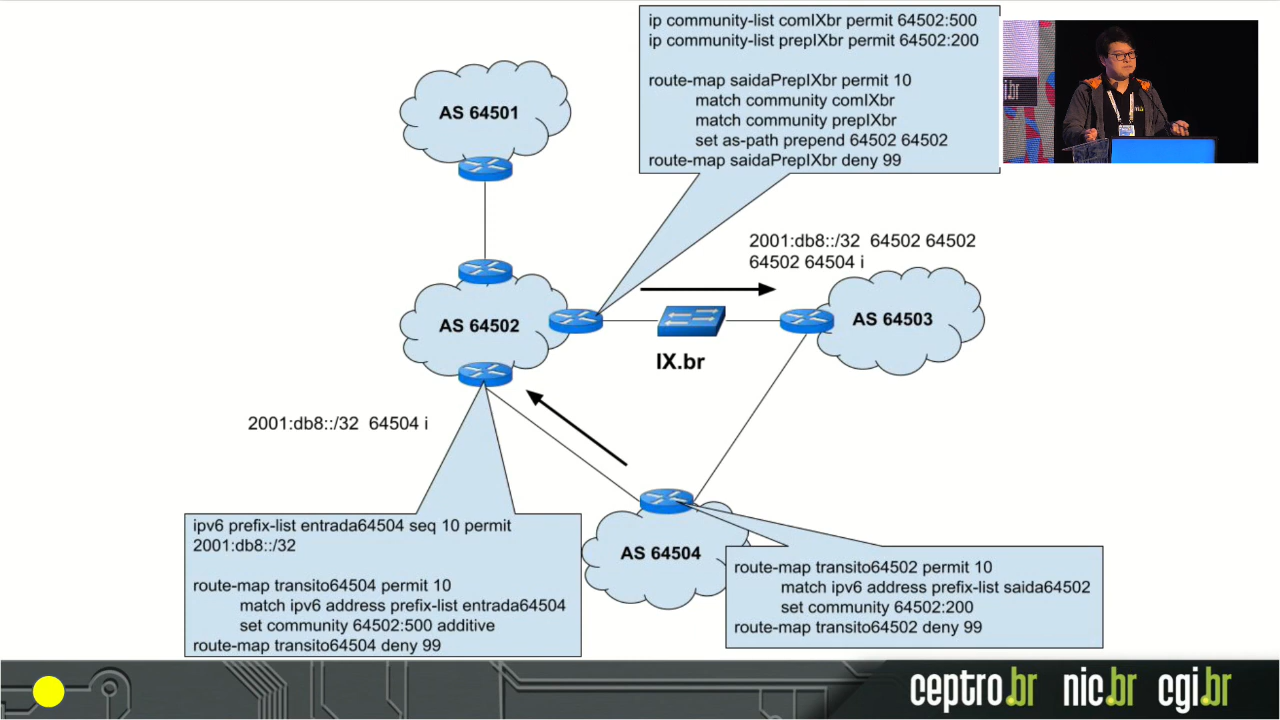 ip community-list comIXbr permit 64502:500
ip community-list prepIXbr permit 64502:200
route-map saidaPrepIXbr permit 10
match community comIXbr
match community prepIXbr
set as-path prepend 64502 64502
route-map saidaPrepIXbr deny 99
AS 64501
2001:db8::/32 64502 64502
64502 64504 i
AS 64502
AS 64503
IX.br
2001:db8::/32 64504 i
ipv6 prefix-list entrada64504 seq 10 permit
2001:db8::/32
route-map transito64504 permit 10
match ipv6 address prefix-list entrada64504
set community 64502:500 additive
route-map transito64504 deny 99
AS 64504
route-map transito64502 permit 10
match ipv6 address prefix-list saida64502
set community 64502:200
route-map transito64502 deny 99
ceptro.br nic.br cgi.br